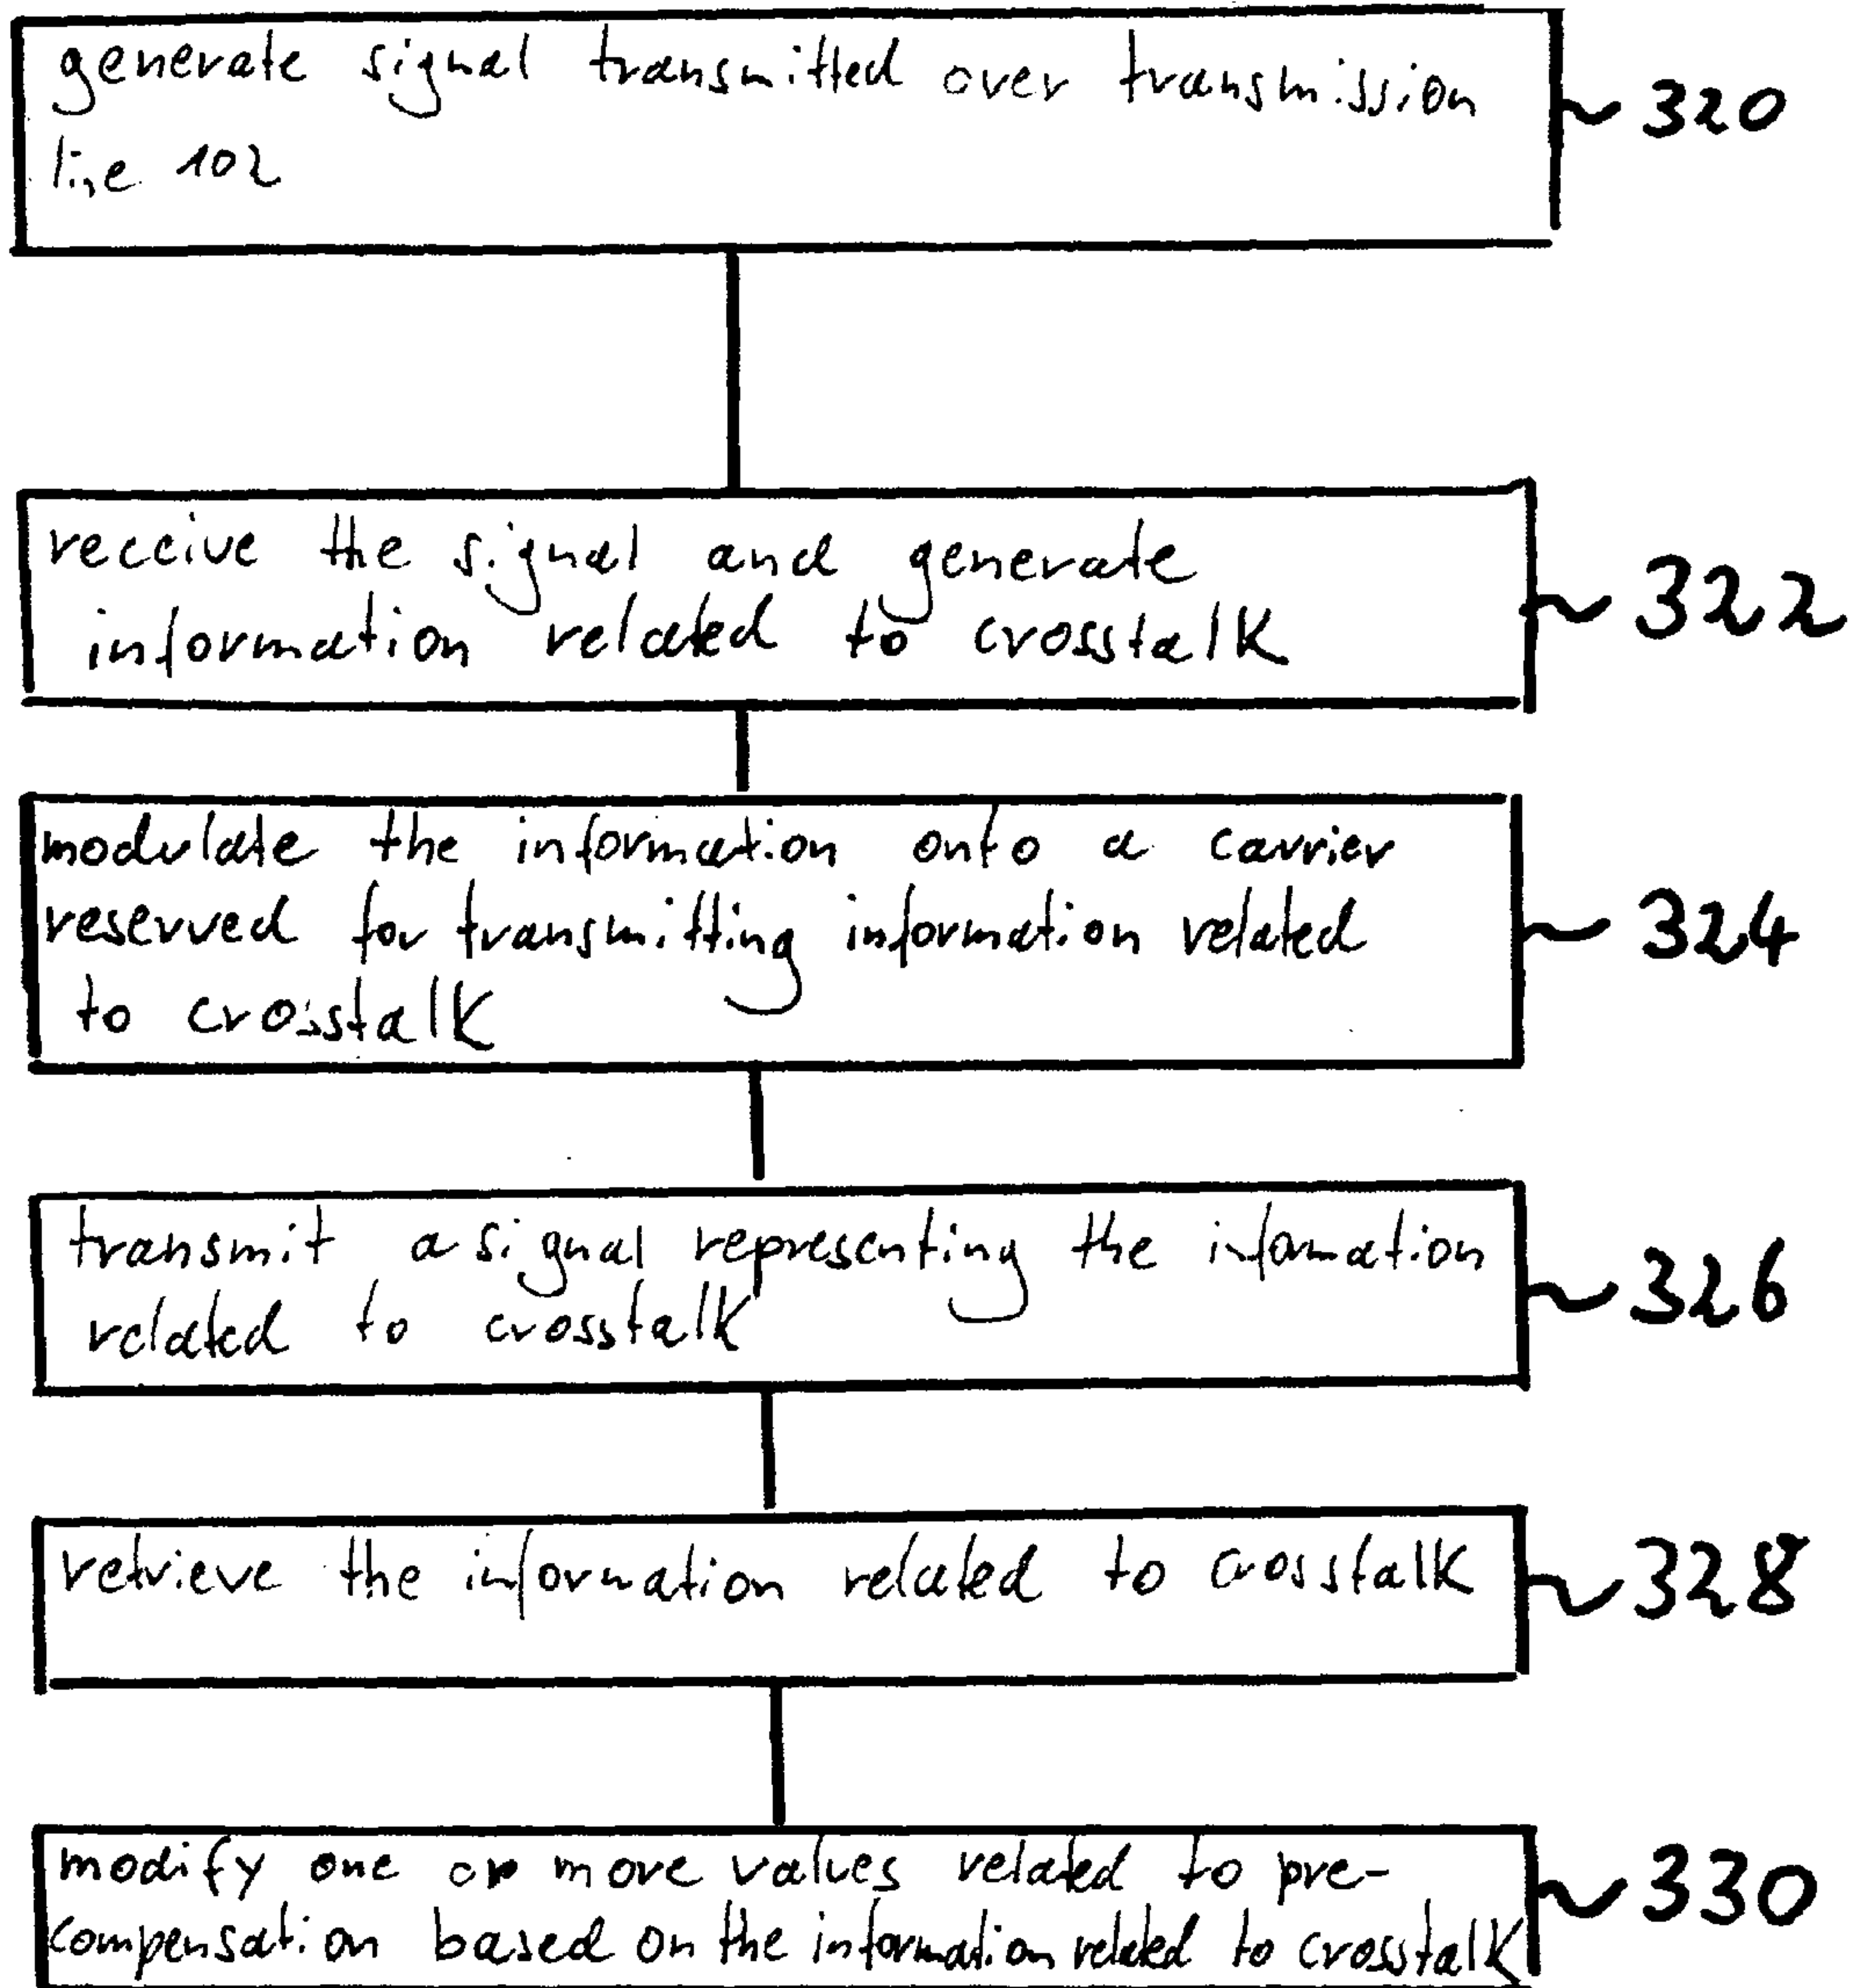 generate signal transmitted over transmission ~ 320
line 102
receive the signal and generate ~ 322
information related to crosstalk
modulate the information onto a carrier
reserved for transmitting information related ~ 324
to crosstalk
transmit a signal representing the infomation ~ 326
related to crosstalk
retrieve the information related to crosstalk ~ 328
modify one or more values related to pre- ~ 330
compensation based on the information related to crosstalk